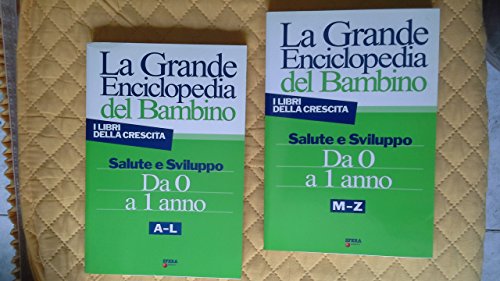 La Grande
Enciclopedia
del Bambino
I LIBRI
DELLA CRESCITA
Salute e Sviluppo
Da 0
a 1 anno
A-L
La Grande
Enciclopedia
del Bambino
I LIBRI
DELLA CRESCITA
Salute e Sviluppo
Da 0
a 1 anno
M-Z